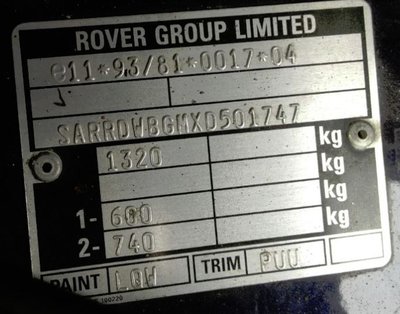 ROVER GROUP LIMITED
e11*93/81*0017*04
SARRDWBGMXD501747
1320 kg
kg
1- 600 kg
2- 740 kg
PAINT LQW TRIM PUU